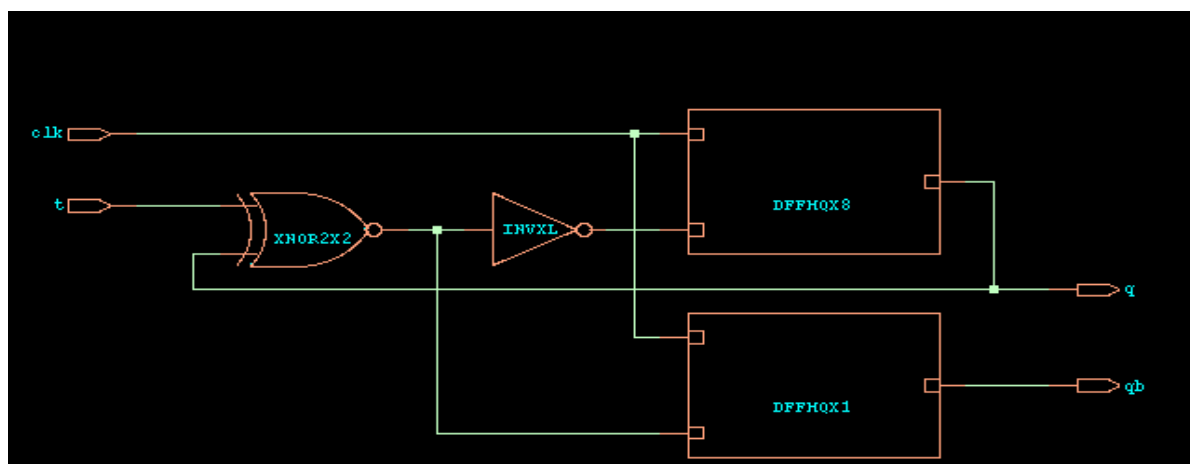 clk
t
XNOR2X2
INVXL
DFFHQX8
q
DFFHQX1
qb